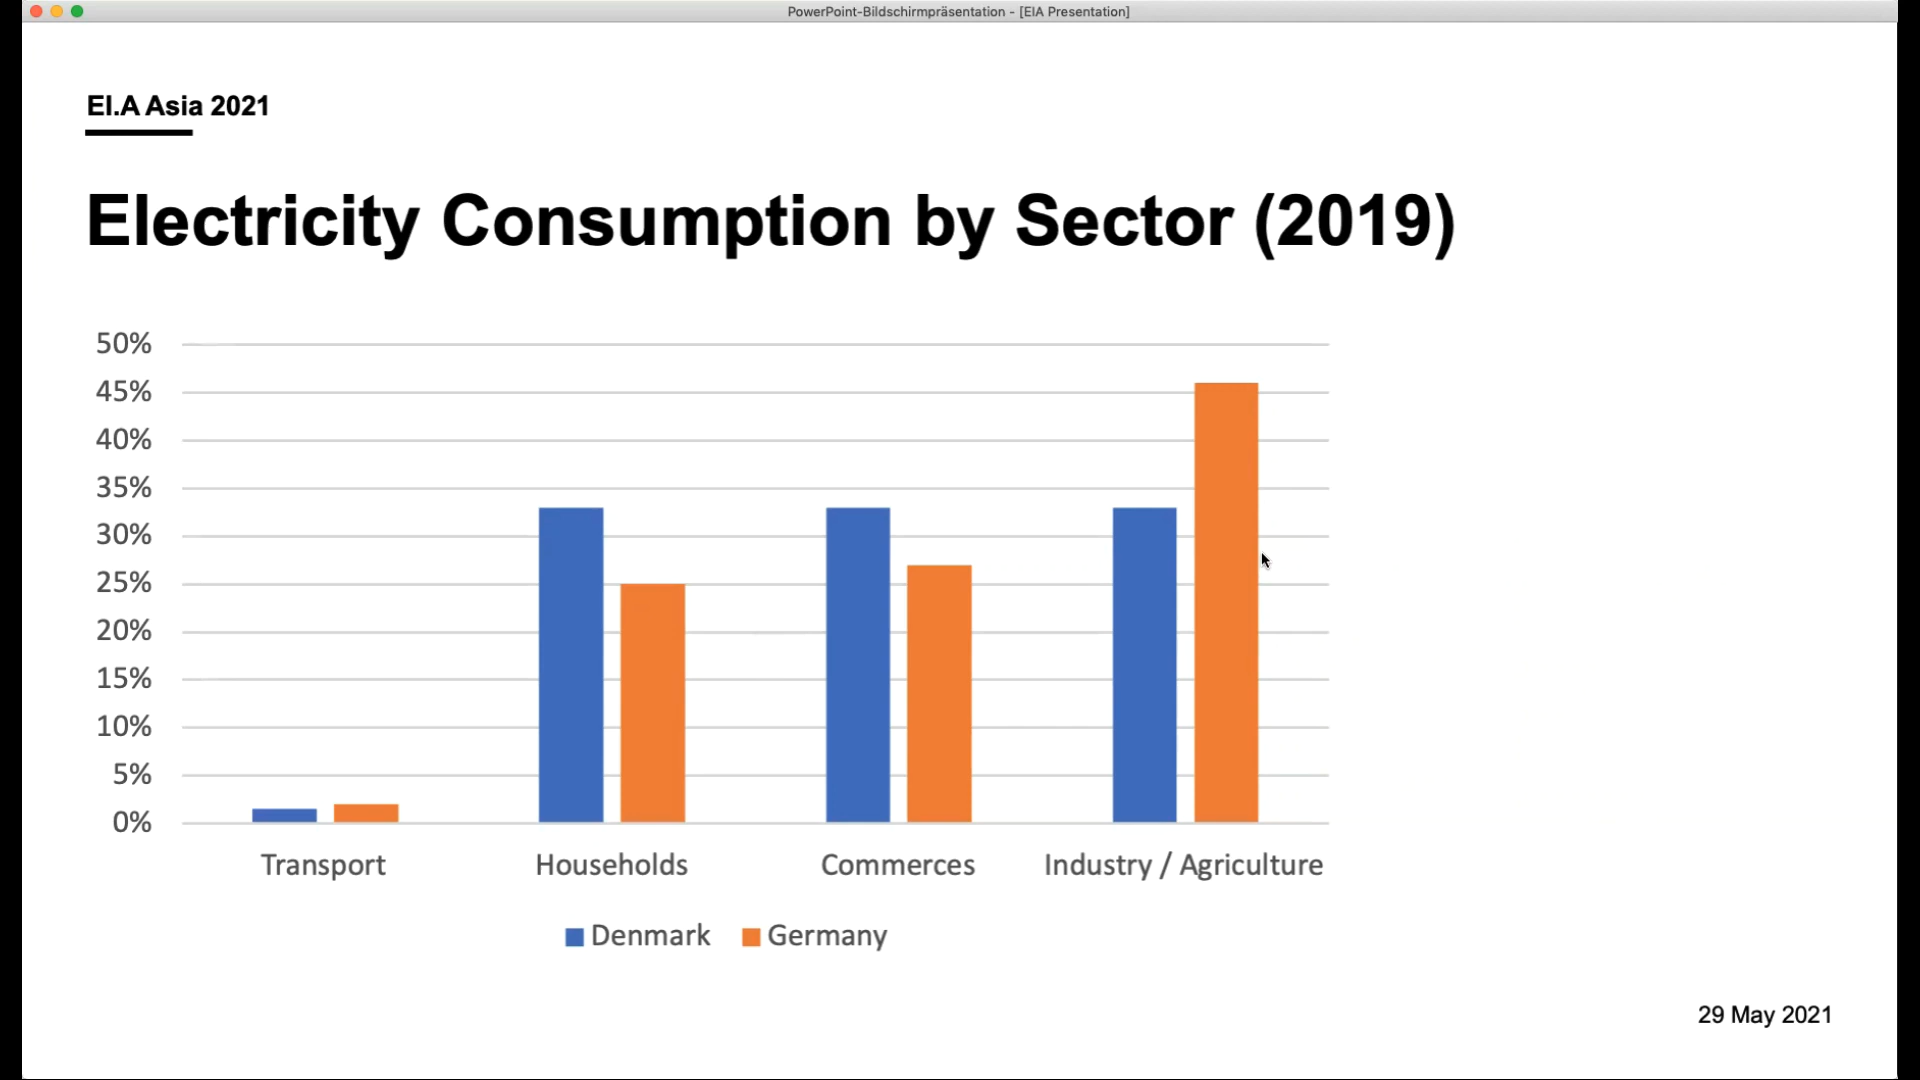 PowerPoint-Bildschirmpräsentation - [EIA Presentation]
EI.A Asia 2021
Electricity Consumption by Sector (2019)
50%
45%
40%
35%
30%
25%
20%
15%
10%
5%
0%
Transport Households Commerces Industry / Agriculture
Denmark Germany
29 May 2021